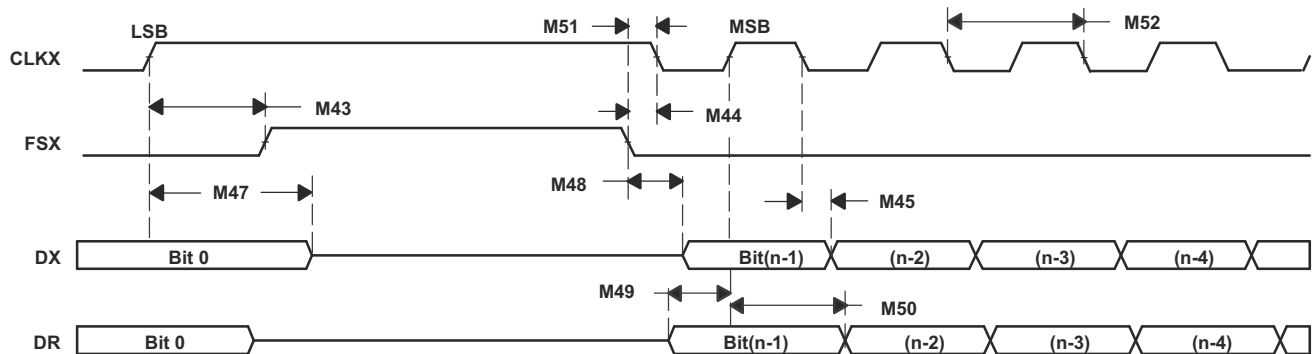 LSB
M51
MSB
M52
CLKX
M43
M44
FSX
M47
M48
M45
DX
Bit 0
Bit(n-1)
(n-2)
(n-3)
(n-4)
M49
M50
DR
Bit 0
Bit(n-1)
(n-2)
(n-3)
(n-4)